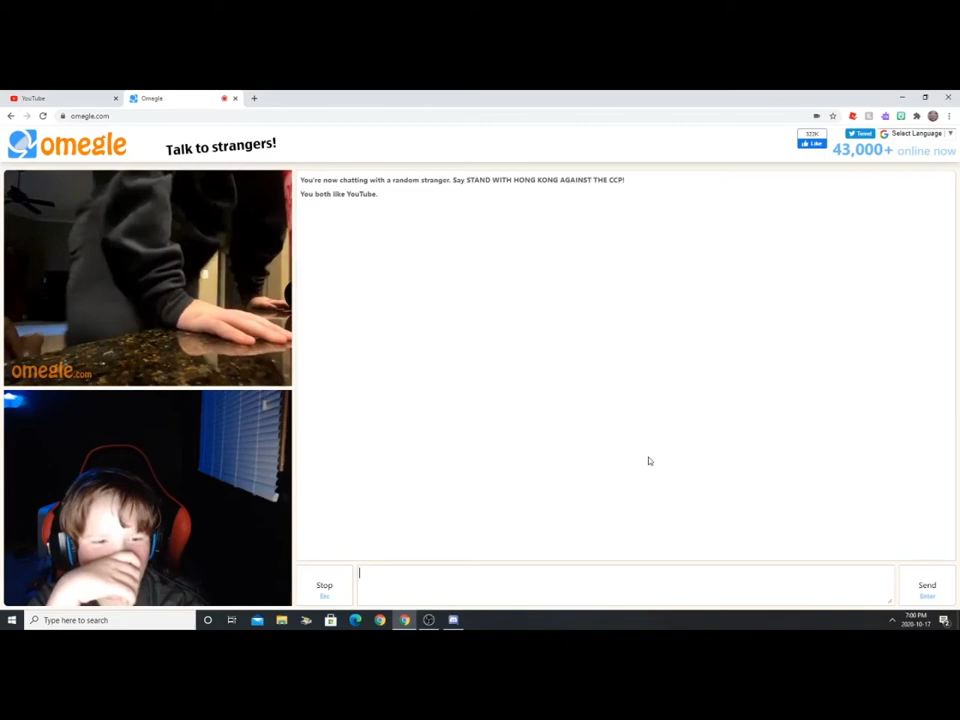 YouTube
Omegle
omegle.com
omegle
Talk to strangers!
322K
Like
Tweet
Select Language
43,000+ online now
You're now chatting with a random stranger. Say STAND WITH HONG KONG AGAINST THE CCP!
You both like YouTube.
omegle.com
Stop
Esc
Send
Enter
Type here to search
7:00 PM
2020-10-17